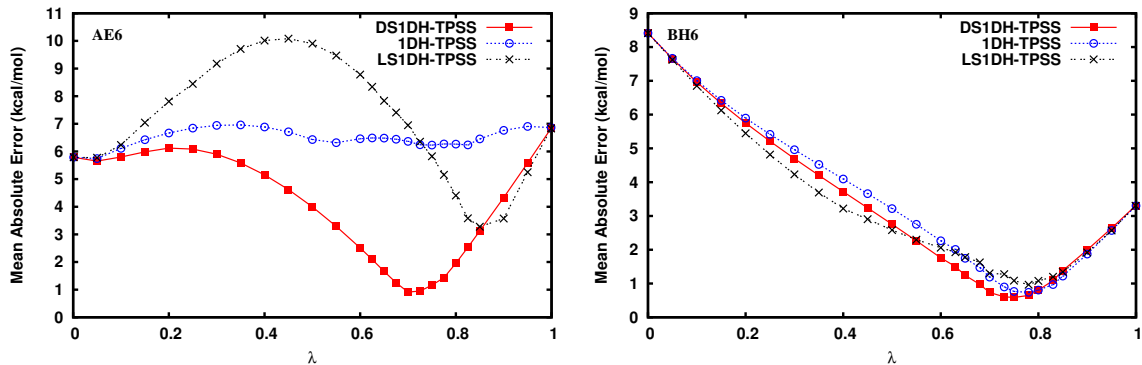 AE6
DS1DH-TPSS
1DH-TPSS
LS1DH-TPSS
Mean Absolute Error (kcal/mol)
11
10
9
8
7
6
5
4
3
2
1
0
0 0.2 0.4 0.6 0.8 1
λ
BH6
DS1DH-TPSS
1DH-TPSS
LS1DH-TPSS
Mean Absolute Error (kcal/mol)
9
8
7
6
5
4
3
2
1
0
0 0.2 0.4 0.6 0.8 1
λ